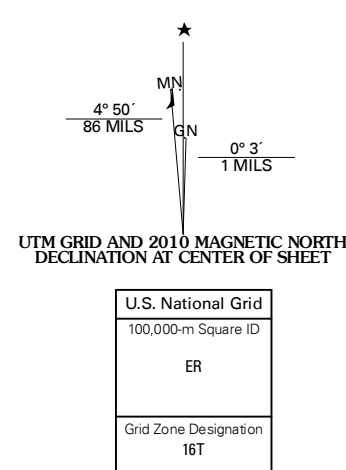 ★
MN
4° 50´
86 MILS
GN
0° 3´
1 MILS
UTM GRID AND 2010 MAGNETIC NORTH
DECLINATION AT CENTER OF SHEET
U.S. National Grid
100,000-m Square ID
ER
Grid Zone Designation
16T